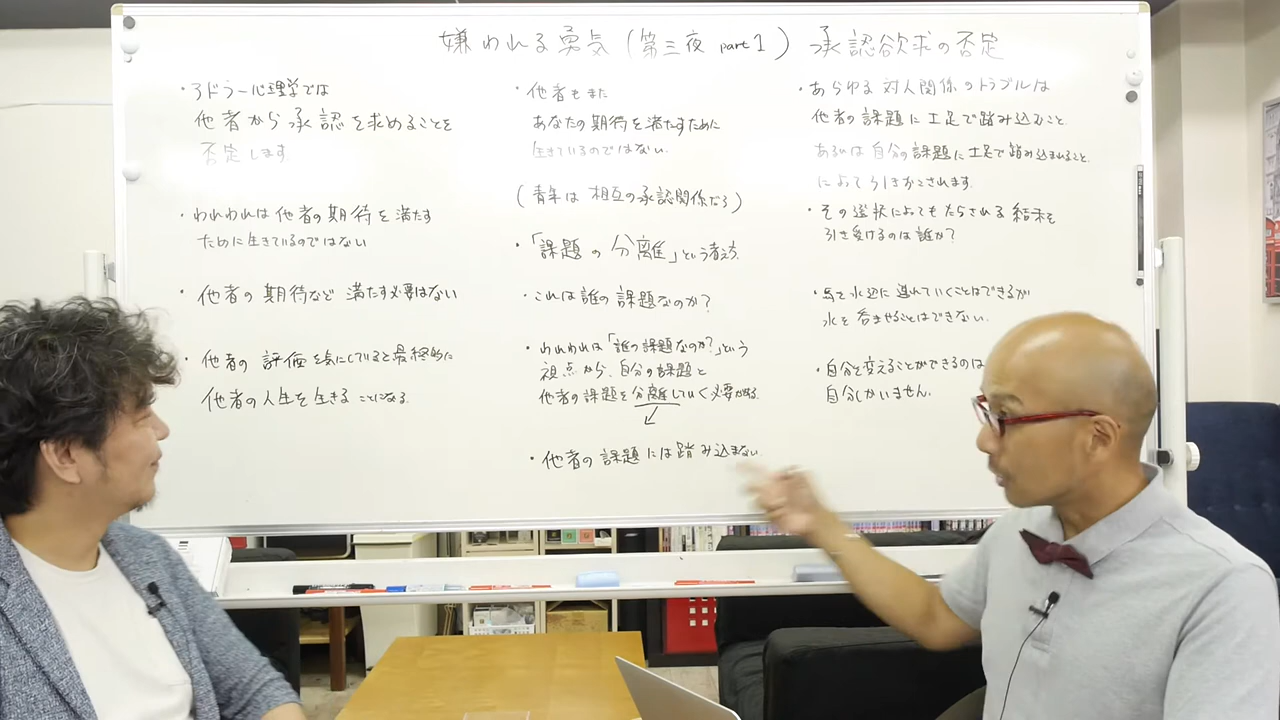 嫌われる勇気(第三夜 part1) 承認欲求の否定
・アドラー心理学では
他者から承認を求めることを
否定します
・われわれは他者の期待を満たす
ために生きているのではない
・他者の期待など満たす必要はない
・他者の評価を気にしていると最終的に
他者の人生を生きることになる
・他者もまた
あなたの期待を満たすために
生きているのではない.
(青年は相互の承認関係なら)
・「課題の分離」という考え方.
・これは誰の課題なのか?
・われわれは「誰の課題なのか?」という
視点から、自分の課題と
他者の課題を分離していく必要がある.
・他者の課題には踏み込まない.
・あらゆる対人関係のトラブルは
他者の課題に土足で踏み込むこと.
あるいは自分の課題に土足で踏み込まれること.
によって引きおこされます.
・その選択によってもたらされる結末を
引き受けるのは誰か?
・馬を水辺に連れていくことはできるが
水を呑ませることはできない.
・自分を変えることができるのは
自分しかいません.